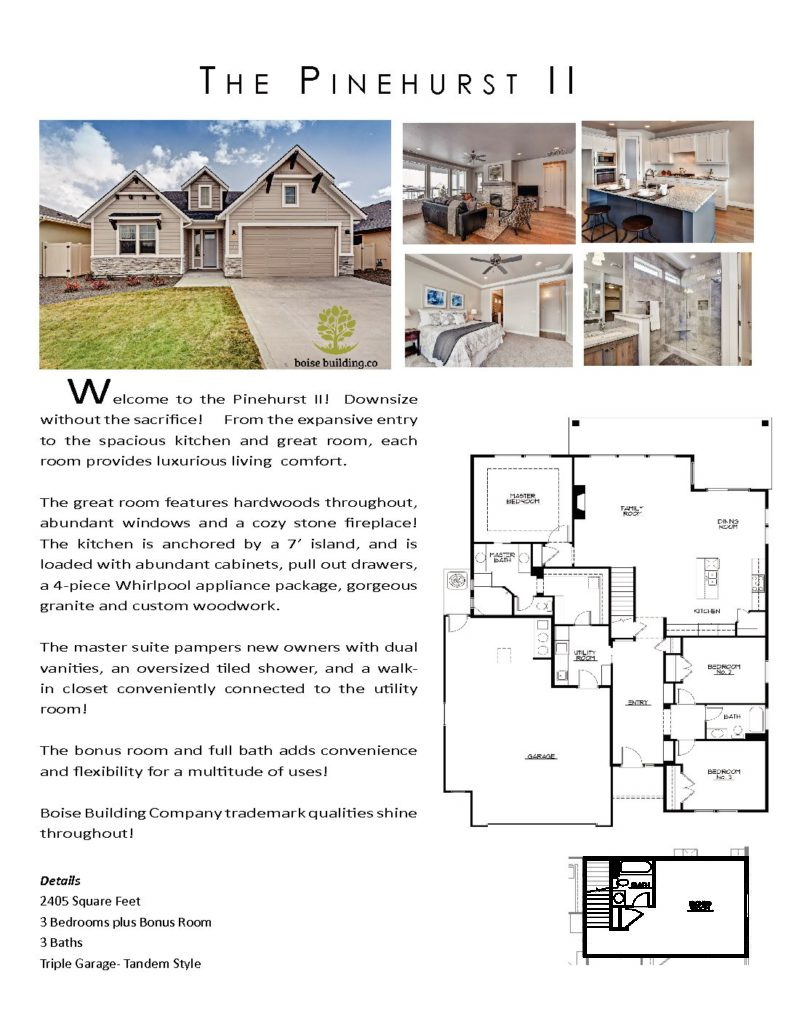 The Pinehurst II
boise building.co
Welcome to the Pinehurst II! Downsize
without the sacrifice! From the expansive entry
to the spacious kitchen and great room, each
room provides luxurious living comfort.
The great room features hardwoods throughout,
abundant windows and a cozy stone fireplace!
The kitchen is anchored by a 7′ island, and is
loaded with abundant cabinets, pull out drawers,
a 4-piece Whirlpool appliance package, gorgeous
granite and custom woodwork.
The master suite pampers new owners with dual
vanities, an oversized tiled shower, and a walk-
in closet conveniently connected to the utility
room!
The bonus room and full bath adds convenience
and flexibility for a multitude of uses!
Boise Building Company trademark qualities shine
throughout!
Details
2405 Square Feet
3 Bedrooms plus Bonus Room
3 Baths
Triple Garage- Tandem Style
MASTER
BEDROOM
FAMILY
ROOM
DINING
ROOM
MASTER
BATH
KITCHEN
UTILITY
ROOM
BEDROOM
No. 2
ENTRY
BATH
GARAGE
BEDROOM
No. 3
BATH